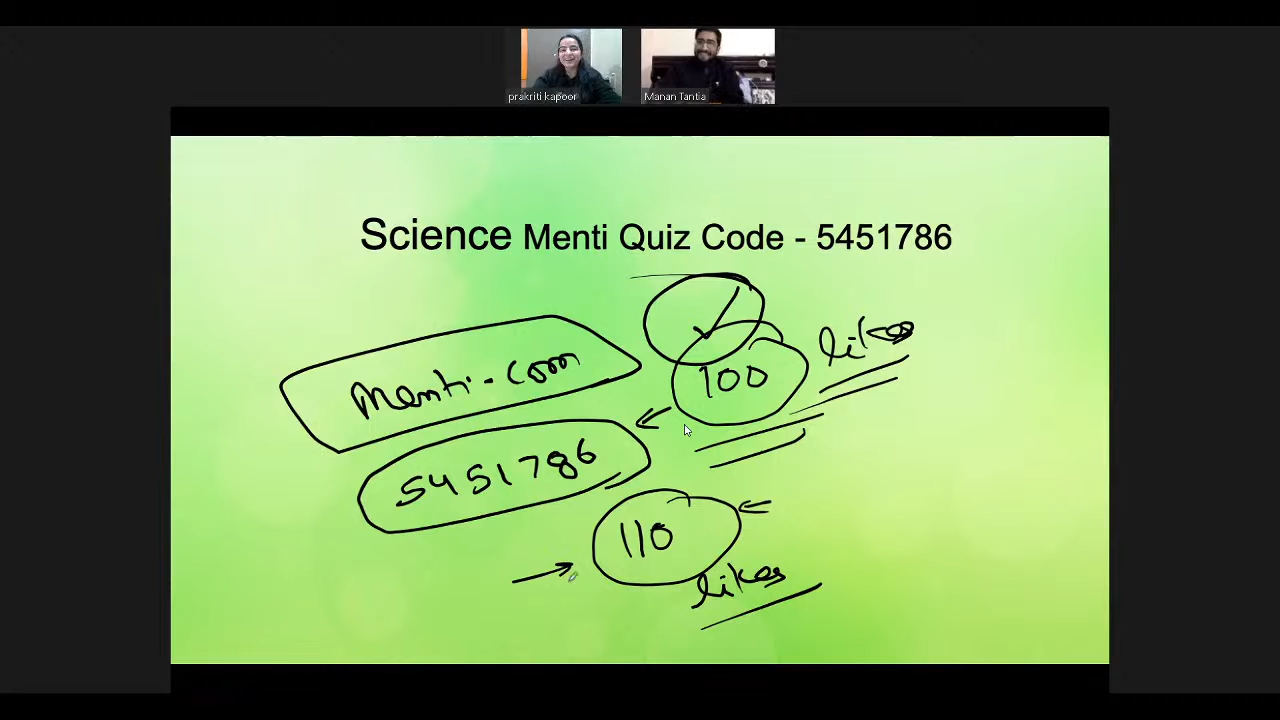 prakriti kapoor
Manan Tantia
Science Menti Quiz Code - 5451786
likes
100
Menti.com
5451786
110
likes